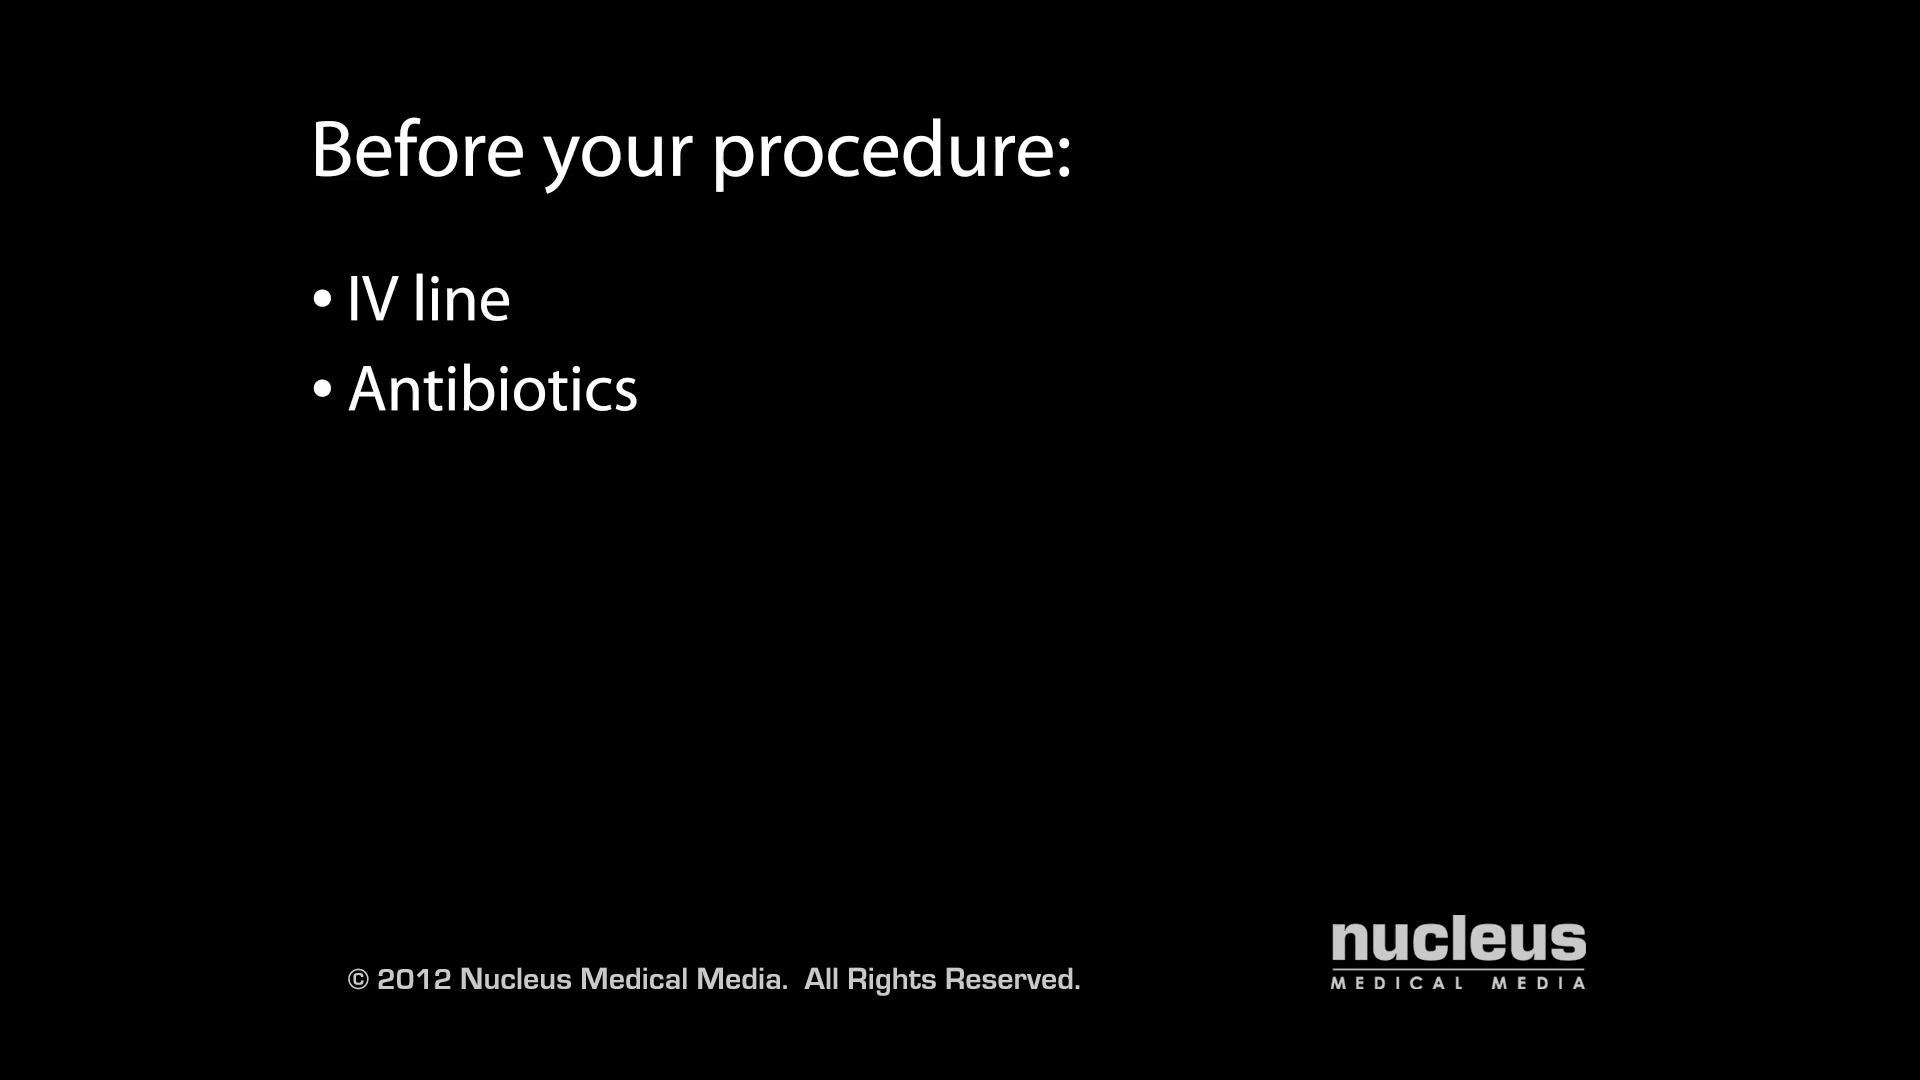 Before your procedure:
• IV line
• Antibiotics
nucleus
MEDICAL MEDIA
© 2012 Nucleus Medical Media. All Rights Reserved.